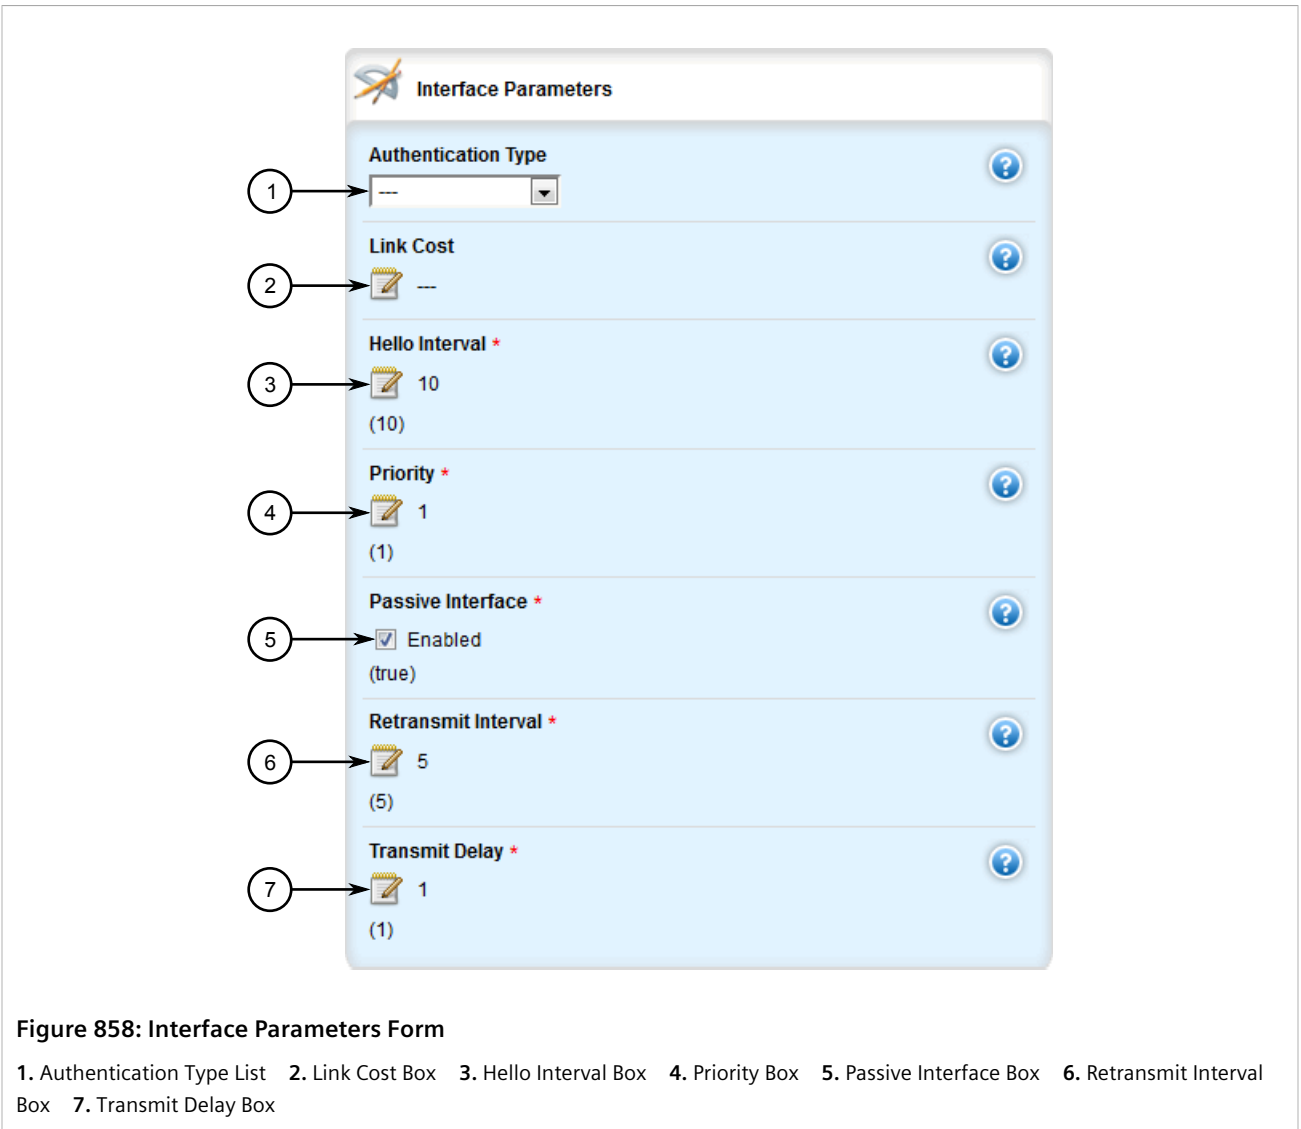 Interface Parameters
Authentication Type
1
---
Link Cost
2
---
Hello Interval *
3
10
(10)
Priority *
4
1
(1)
Passive Interface *
5
Enabled
(true)
Retransmit Interval *
6
5
(5)
Transmit Delay *
7
1
(1)
Figure 858: Interface Parameters Form
1. Authentication Type List 2. Link Cost Box 3. Hello Interval Box 4. Priority Box 5. Passive Interface Box 6. Retransmit Interval
Box 7. Transmit Delay Box